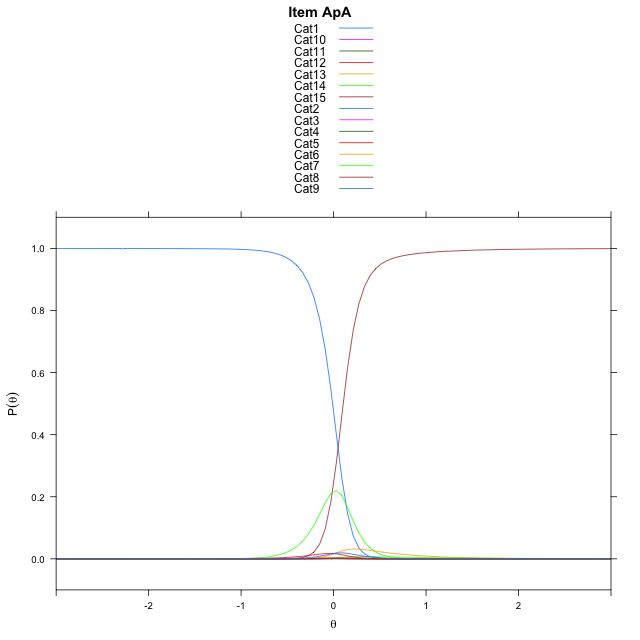 Item ApA
Cat1
Cat10
Cat11
Cat12
Cat13
Cat14
Cat15
Cat2
Cat3
Cat4
Cat5
Cat6
Cat7
Cat8
Cat9
1.0
0.8
0.6
0.4
0.2
0.0
P(θ)
-2 -1 0 1 2
θ